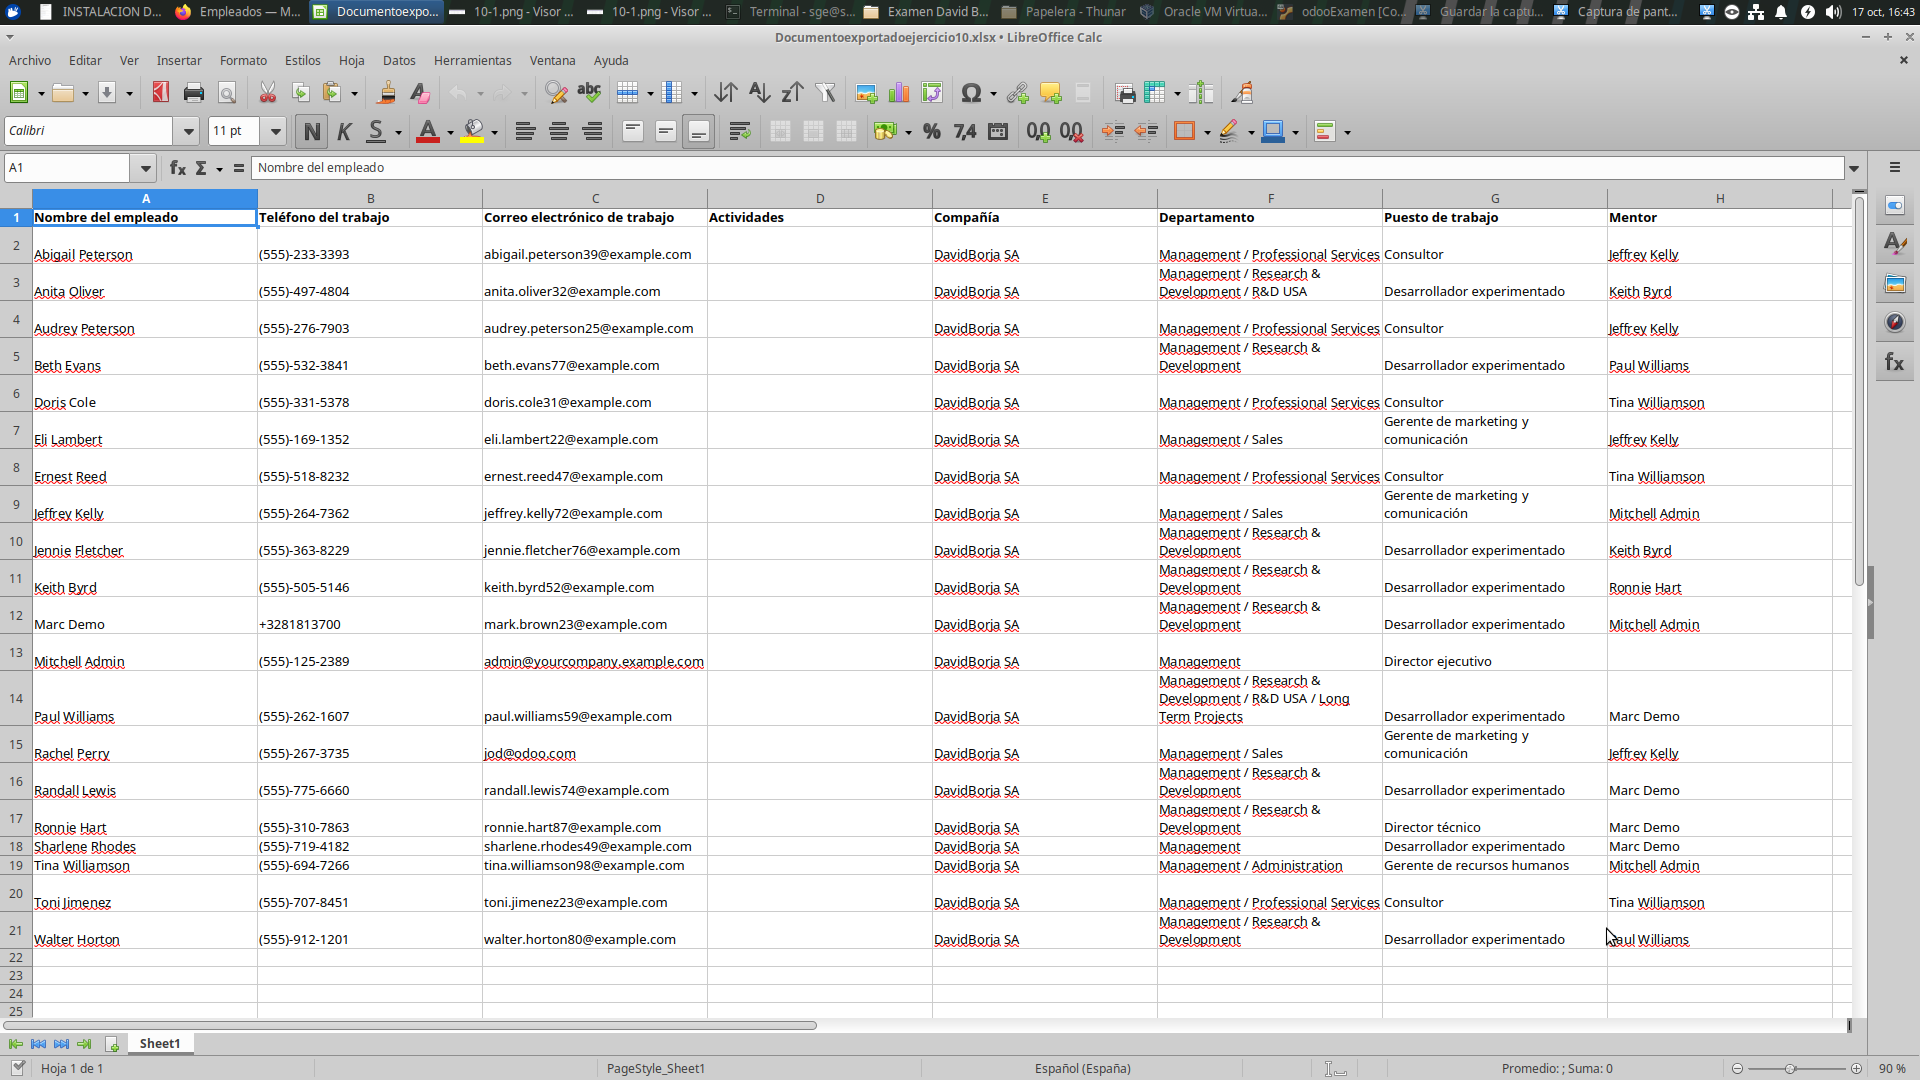 INSTALACION D...
Empleados — M...
Documentoexpo...
10-1.png - Visor ...
10-1.png - Visor ...
Terminal - sge@s...
Examen David B...
Papelera - Thunar
Oracle VM Virtua...
odooExamen [Co...
Guardar la captu...
Captura de pant...
17 oct, 16:43
Documentoexportadoejercicio10.xlsx • LibreOffice Calc
Archivo Editar Ver Insertar Formato Estilos Hoja Datos Herramientas Ventana Ayuda
Calibri 11 pt N K S A % 7,4
A1 Nombre del empleado
A B C D E F G H
1 Nombre del empleado Teléfono del trabajo Correo electrónico de trabajo Actividades Compañía Departamento Puesto de trabajo Mentor
2 Abigail Peterson (555)-233-3393 abigail.peterson39@example.com DavidBorja SA Management / Professional Services Consultor Jeffrey Kelly
3 Anita Oliver (555)-497-4804 anita.oliver32@example.com DavidBorja SA Management / Research &
Development / R&D USA Desarrollador experimentado Keith Byrd
4 Audrey Peterson (555)-276-7903 audrey.peterson25@example.com DavidBorja SA Management / Professional Services Consultor Jeffrey Kelly
5 Beth Evans (555)-532-3841 beth.evans77@example.com DavidBorja SA Management / Research &
Development Desarrollador experimentado Paul Williams
6 Doris Cole (555)-331-5378 doris.cole31@example.com DavidBorja SA Management / Professional Services Consultor Tina Williamson
7 Eli Lambert (555)-169-1352 eli.lambert22@example.com DavidBorja SA Management / Sales Gerente de marketing y
comunicación Jeffrey Kelly
8 Ernest Reed (555)-518-8232 ernest.reed47@example.com DavidBorja SA Management / Professional Services Consultor Tina Williamson
9 Jeffrey Kelly (555)-264-7362 jeffrey.kelly72@example.com DavidBorja SA Management / Sales Gerente de marketing y
comunicación Mitchell Admin
10 Jennie Fletcher (555)-363-8229 jennie.fletcher76@example.com DavidBorja SA Management / Research &
Development Desarrollador experimentado Keith Byrd
11 Keith Byrd (555)-505-5146 keith.byrd52@example.com DavidBorja SA Management / Research &
Development Desarrollador experimentado Ronnie Hart
12 Marc Demo +3281813700 mark.brown23@example.com DavidBorja SA Management / Research &
Development Desarrollador experimentado Mitchell Admin
13 Mitchell Admin (555)-125-2389 admin@yourcompany.example.com DavidBorja SA Management Director ejecutivo
14 Paul Williams (555)-262-1607 paul.williams59@example.com DavidBorja SA Management / Research &
Development / R&D USA / Long
Term Projects Desarrollador experimentado Marc Demo
15 Rachel Perry (555)-267-3735 jod@odoo.com DavidBorja SA Management / Sales Gerente de marketing y
comunicación Jeffrey Kelly
16 Randall Lewis (555)-775-6660 randall.lewis74@example.com DavidBorja SA Management / Research &
Development Desarrollador experimentado Marc Demo
17 Ronnie Hart (555)-310-7863 ronnie.hart87@example.com DavidBorja SA Management / Research &
Development Director técnico Marc Demo
18 Sharlene Rhodes (555)-719-4182 sharlene.rhodes49@example.com DavidBorja SA Management Desarrollador experimentado Marc Demo
19 Tina Williamson (555)-694-7266 tina.williamson98@example.com DavidBorja SA Management / Administration Gerente de recursos humanos Mitchell Admin
20 Toni Jimenez (555)-707-8451 toni.jimenez23@example.com DavidBorja SA Management / Professional Services Consultor Tina Williamson
21 Walter Horton (555)-912-1201 walter.horton80@example.com DavidBorja SA Management / Research &
Development Desarrollador experimentado Paul Williams
22
23
24
25
Sheet1
Hoja 1 de 1 PageStyle_Sheet1 Español (España) Promedio: ; Suma: 0 90 %